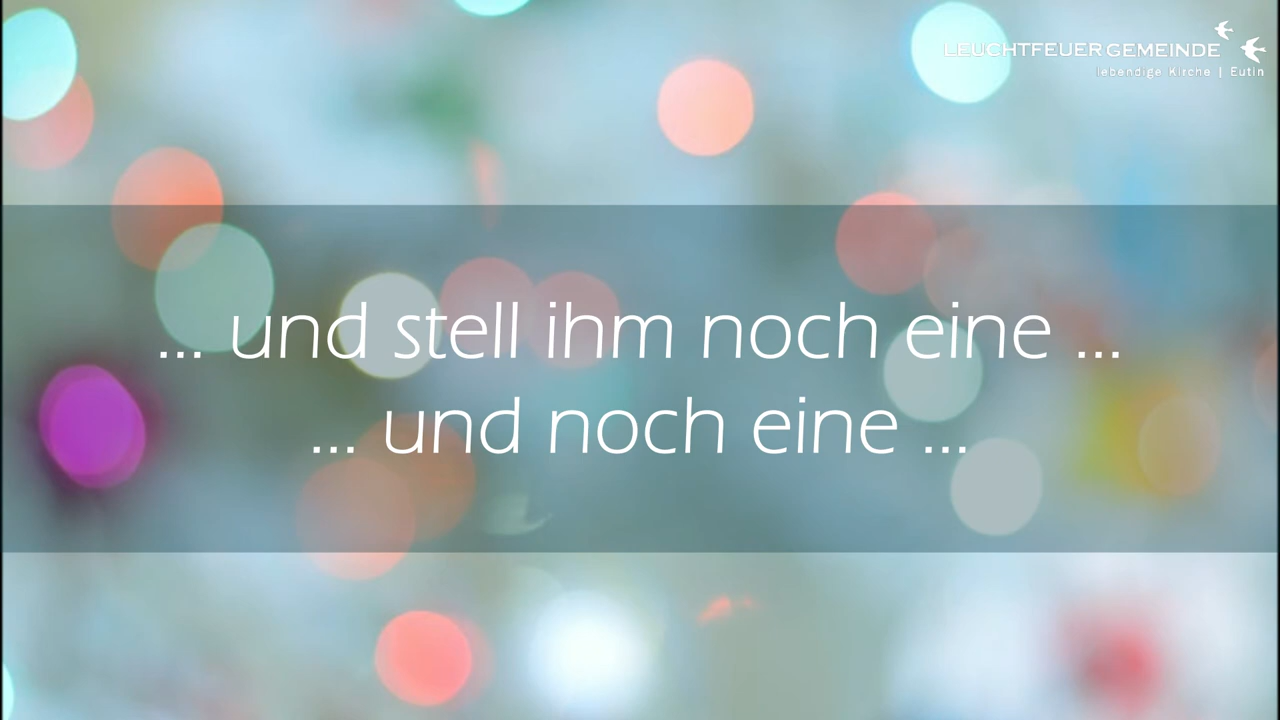 LEUCHTFEUERGEMEINDE
lebendige Kirche | Eutin
... und stell ihm noch eine ...
... und noch eine ...